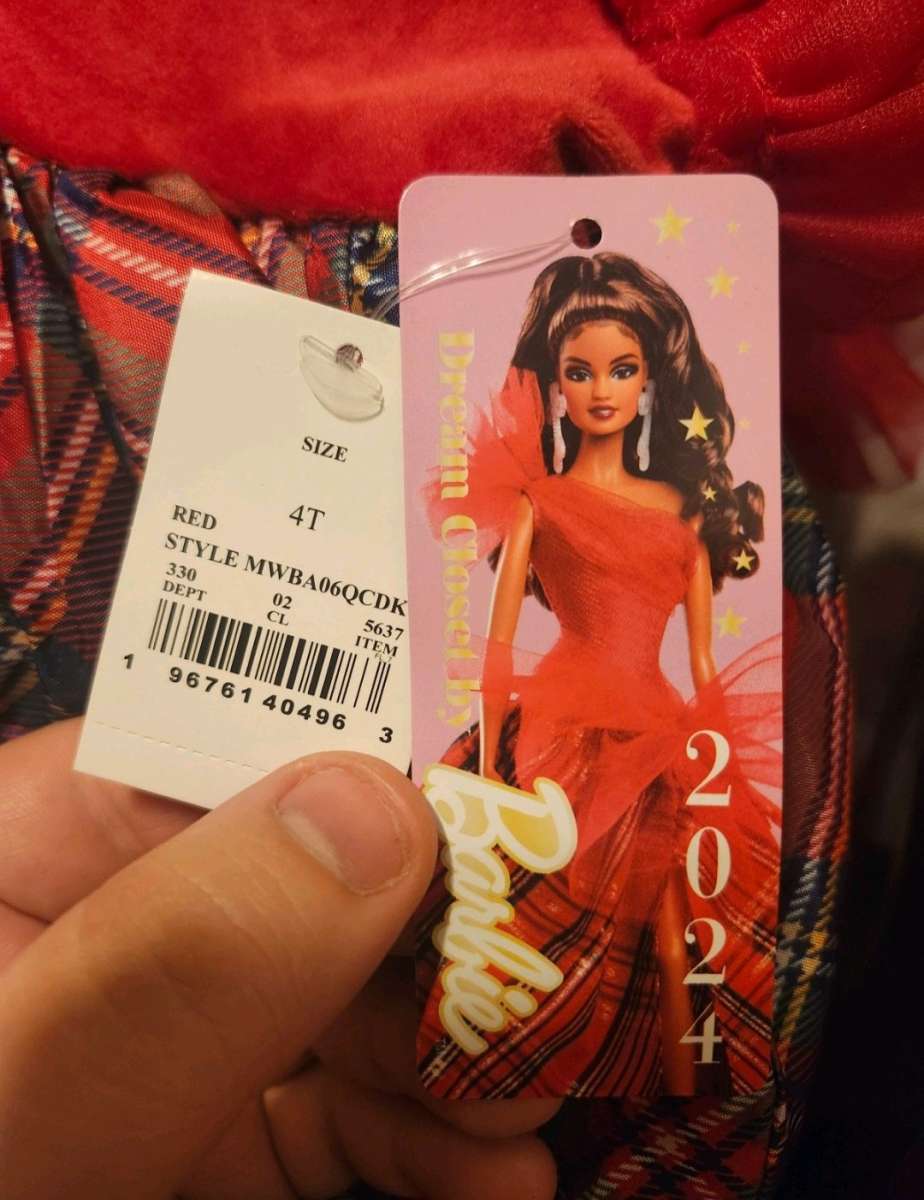 SIZE
4T
RED
STYLE MWBA06QCDK
330 02 5637
DEPT CL ITEM
1 96761 40496 3
Dream Closet by
Barbie
2024